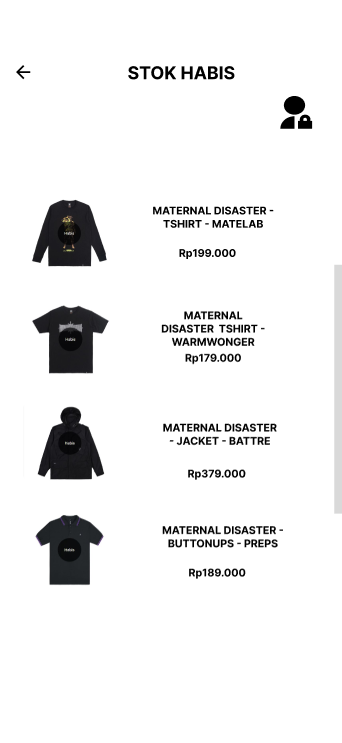 STOK HABIS
MATERNAL DISASTER -
TSHIRT - MATELAB
Rp199.000
Habis
MATERNAL
DISASTER TSHIRT -
WARMWONGER
Rp179.000
Habis
MATERNAL DISASTER
- JACKET - BATTRE
Rp379.000
Habis
MATERNAL DISASTER -
BUTTONUPS - PREPS
Rp189.000
Habis